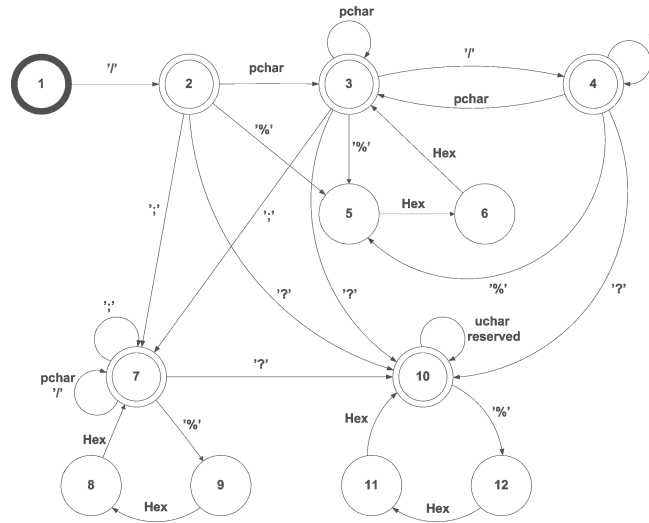 pchar
'/'
'/'
1
2
pchar
3
4
pchar
'%'
'%'
Hex
5
Hex
6
';'
';'
'?'
'?'
'%'
'?'
';'
uchar
reserved
pchar
'/'
7
'?'
10
Hex
'%'
Hex
'%'
8
9
11
12
Hex
Hex